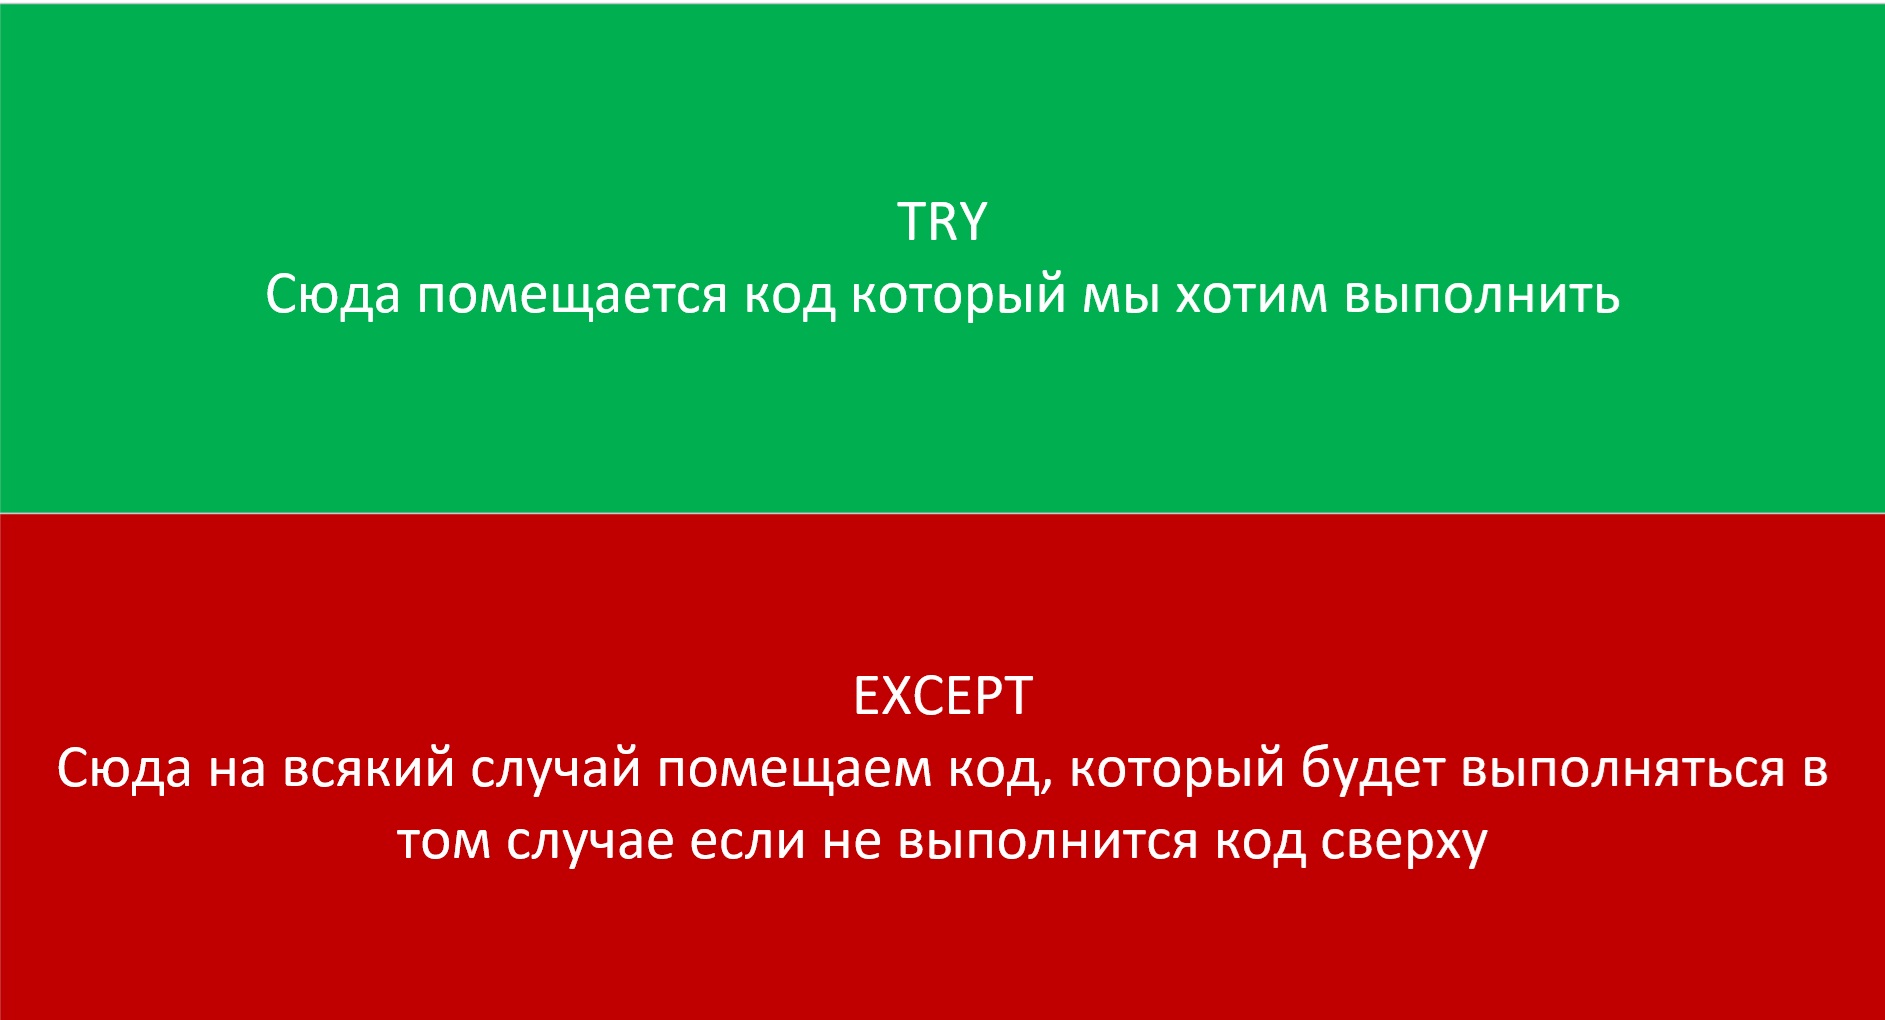 TRY
Сюда помещается код который мы хотим выполнить
EXCEPT
Сюда на всякий случай помещаем код, который будет выполняться в
том случае если не выполнится код сверху